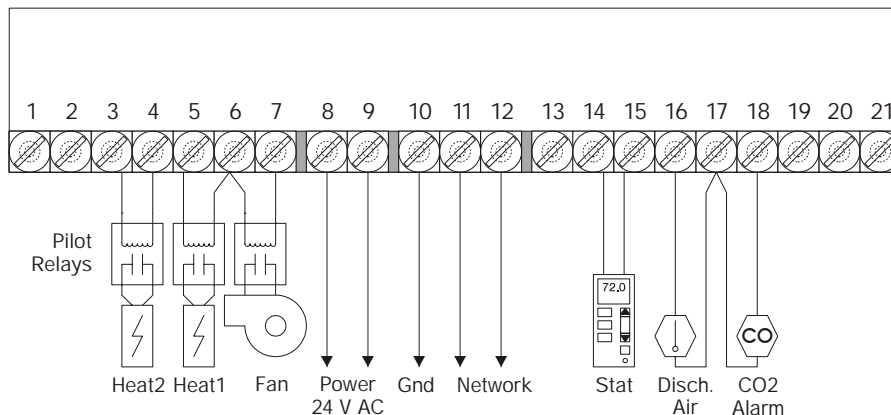 1 2 3 4 5 6 7 8 9 10 11 12 13 14 15 16 17 18 19 20 21
Pilot
Relays
72.0
CO
Heat2 Heat1 Fan Power
24 V AC
Gnd Network Stat Disch.
Air
CO2
Alarm